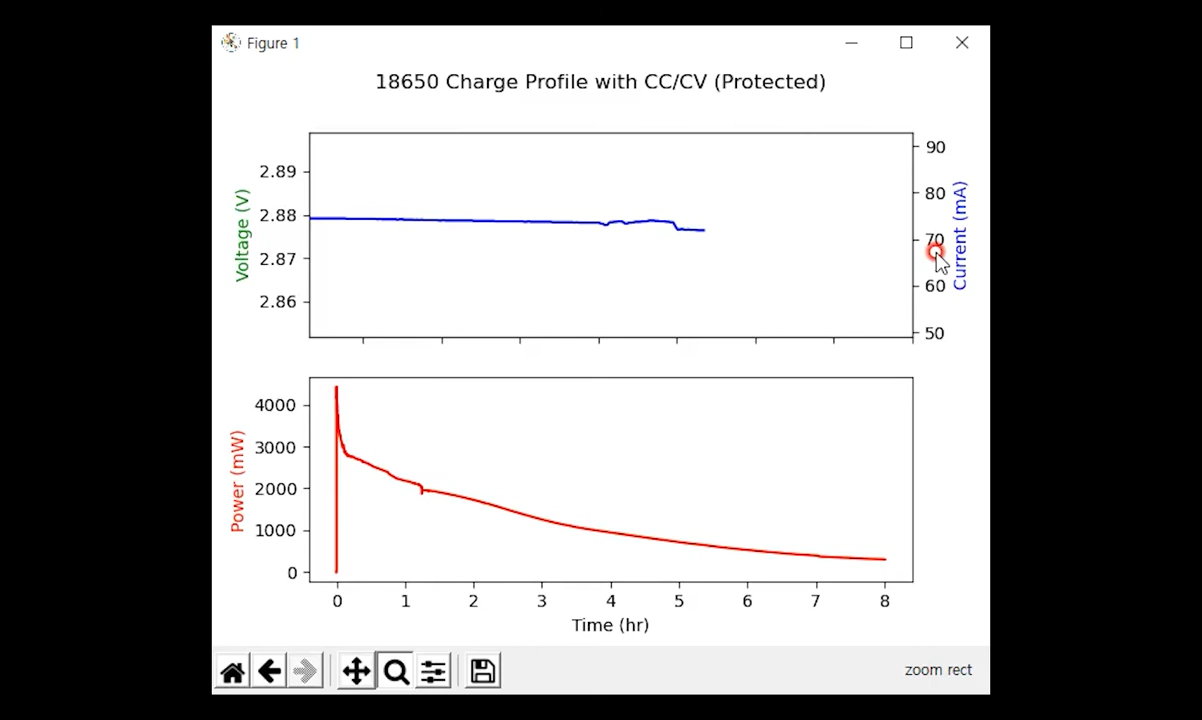 Figure 1
18650 Charge Profile with CC/CV (Protected)
Voltage (V)
2.89
2.88
2.87
2.86
90
80
70
60
50
Current (mA)
Power (mW)
4000
3000
2000
1000
0
0 1 2 3 4 5 6 7 8
Time (hr)
zoom rect